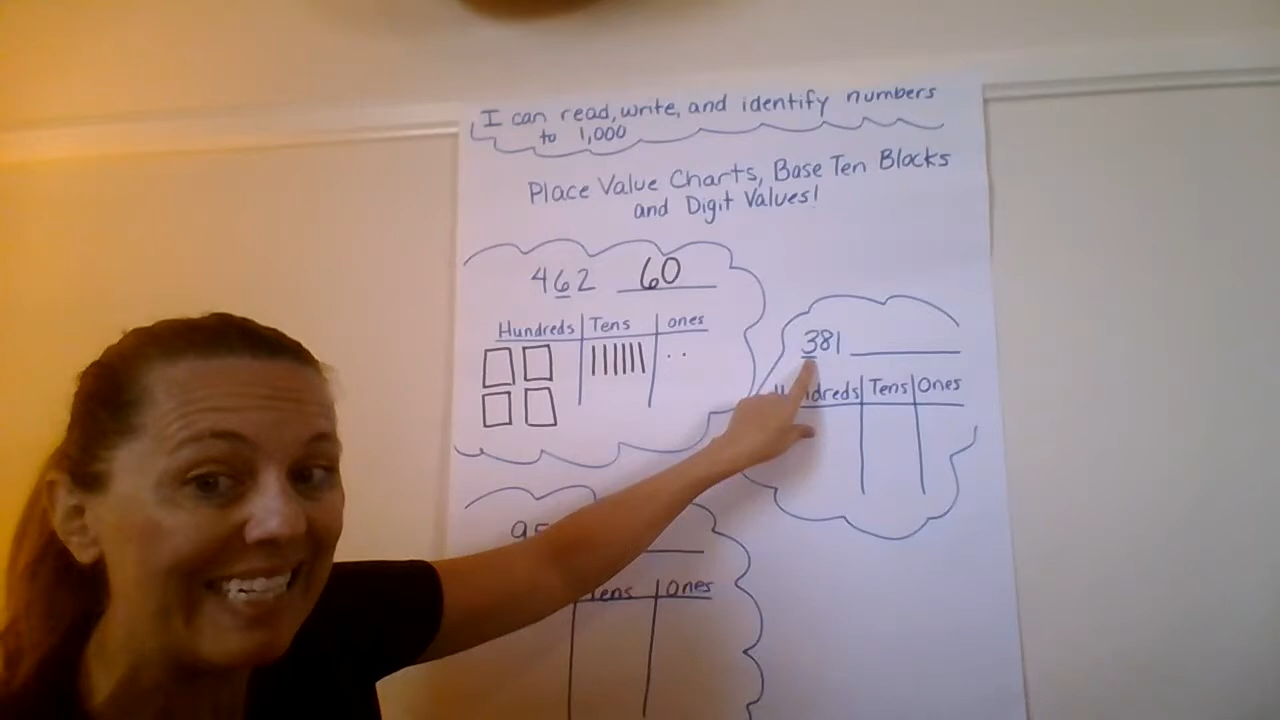 I can read, write, and identify numbers
to 1,000
Place Value Charts, Base Ten Blocks
and Digit Values!
462 60
Hundreds Tens ones
381
Tens Ones
Ones